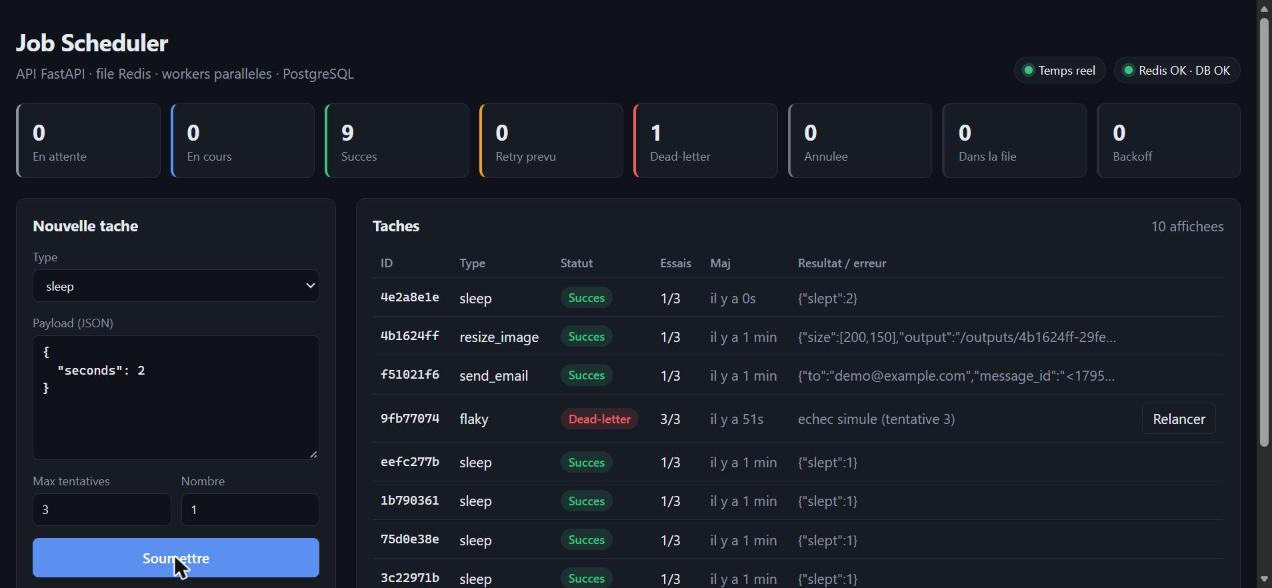 Job Scheduler
API FastAPI · file Redis · workers paralleles · PostgreSQL
Temps reel
Redis OK · DB OK
0
En attente
0
En cours
9
Succes
0
Retry prevu
1
Dead-letter
0
Annulee
0
Dans la file
0
Backoff
Nouvelle tache
Type
sleep
Payload (JSON)
{
"seconds": 2
}
Max tentatives
Nombre
3
1
Soumettre
Taches
10 affichees
ID Type Statut Essais Maj Resultat / erreur
4e2a8e1e sleep Succes 1/3 il y a 0s {"slept":2}
4b1624ff resize_image Succes 1/3 il y a 1 min {"size":[200,150],"output":"/outputs/4b1624ff-29fe...
f51021f6 send_email Succes 1/3 il y a 1 min {"to":"demo@example.com","message_id":"<1795...
9fb77074 flaky Dead-letter 3/3 il y a 51s echec simule (tentative 3) Relancer
eefc277b sleep Succes 1/3 il y a 1 min {"slept":1}
1b790361 sleep Succes 1/3 il y a 1 min {"slept":1}
75d0e38e sleep Succes 1/3 il y a 1 min {"slept":1}
3c22971b sleep Succes 1/3 il y a 1 min {"slept":1}